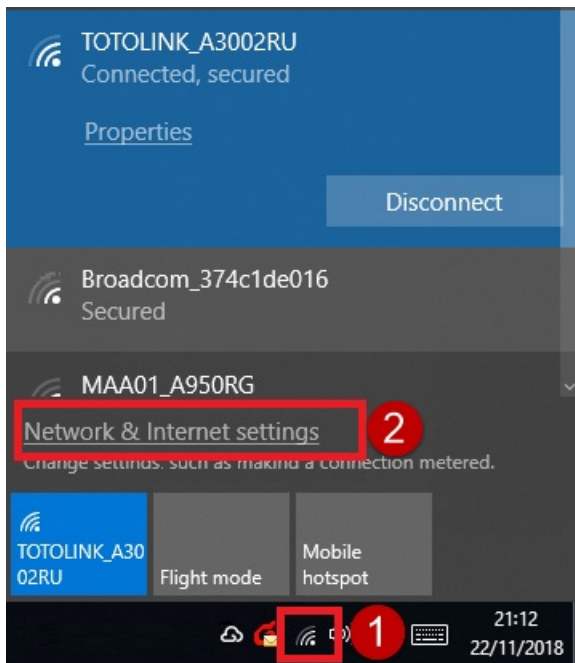 TOTOLINK_A3002RU
Connected, secured
Properties
Disconnect
Broadcom_374c1de016
Secured
MAA01_A950RG
Network & Internet settings
2
Change settings, such as making a connection metered.
TOTOLINK_A30
02RU
Flight mode
Mobile
hotspot
1
21:12
22/11/2018